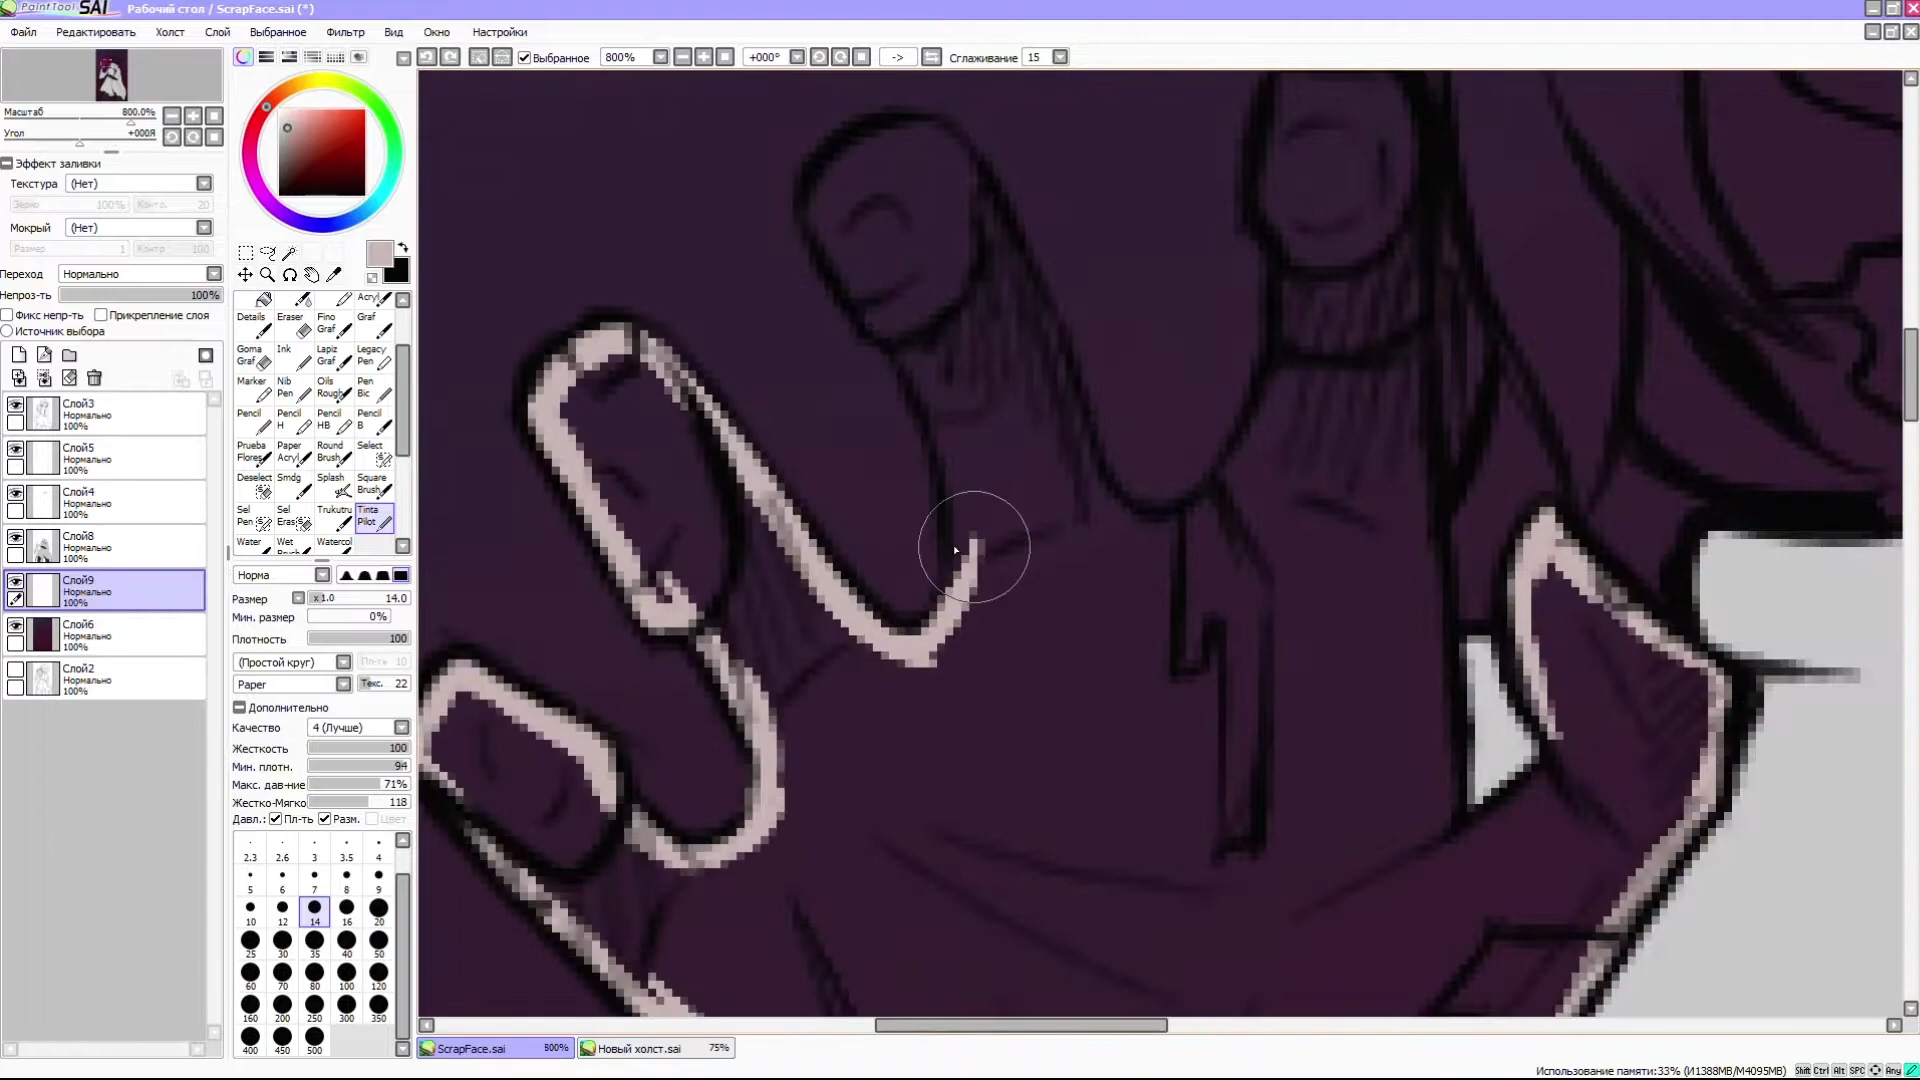 PaintTool SAI Рабочий стол / ScrapFace.sai (*)
Файл Редактировать Холст Слой Выбранное Фильтр Вид Окно Настройки
Выбранное 800% +000° -> Сглаживание 15
Масштаб 800.0%
Угол +000Я
Эффект заливки
Текстура (Нет)
Зерно 100% Контр. 20
Мокрый (Нет)
Размер 1 Контр 100
Переход Нормально
Непроз-ть 100%
Фикс непр-ть Прикрепление слоя
Источник выбора
Слой3
Нормально
100%
Слой5
Нормально
100%
Слой4
Нормально
100%
Слой8
Нормально
100%
Слой9
Нормально
100%
Слой6
Нормально
100%
Слой2
Нормально
100%
Acryl
Details Eraser Fino Graf Graf
Goma Graf Ink Lapiz Graf Legacy Pen
Marker Nib Pen Oils Rough Pen Bic
Pencil Pencil H Pencil HB Pencil B
Prueba Flores Paper Acryl Round Brush Select
Deselect Smdg Splash Square Brush
Sel Pen Sel Eras Trukutru Tinta Pilot
Water Wet Watercol
Норма
Размер x1.0 14.0
Мин. размер 0%
Плотность 100
(Простой круг) Пл-ть 10
Paper Текс. 22
Дополнительно
Качество 4 (Лучше)
Жесткость 100
Мин. плотн. 94
Макс. дав-ние 71%
Жестко-Мягко 118
Давл.: Пл-ть Разм. Цвет
2.3 2.6 3 3.5 4
5 6 7 8 9
10 12 14 16 20
25 30 35 40 50
60 70 80 100 120
160 200 250 300 350
400 450 500
ScrapFace.sai 800% Новый холст.sai 75%
Использование памяти:33% (И1388MB/M4095MB) Shift Ctrl Alt SPC Any